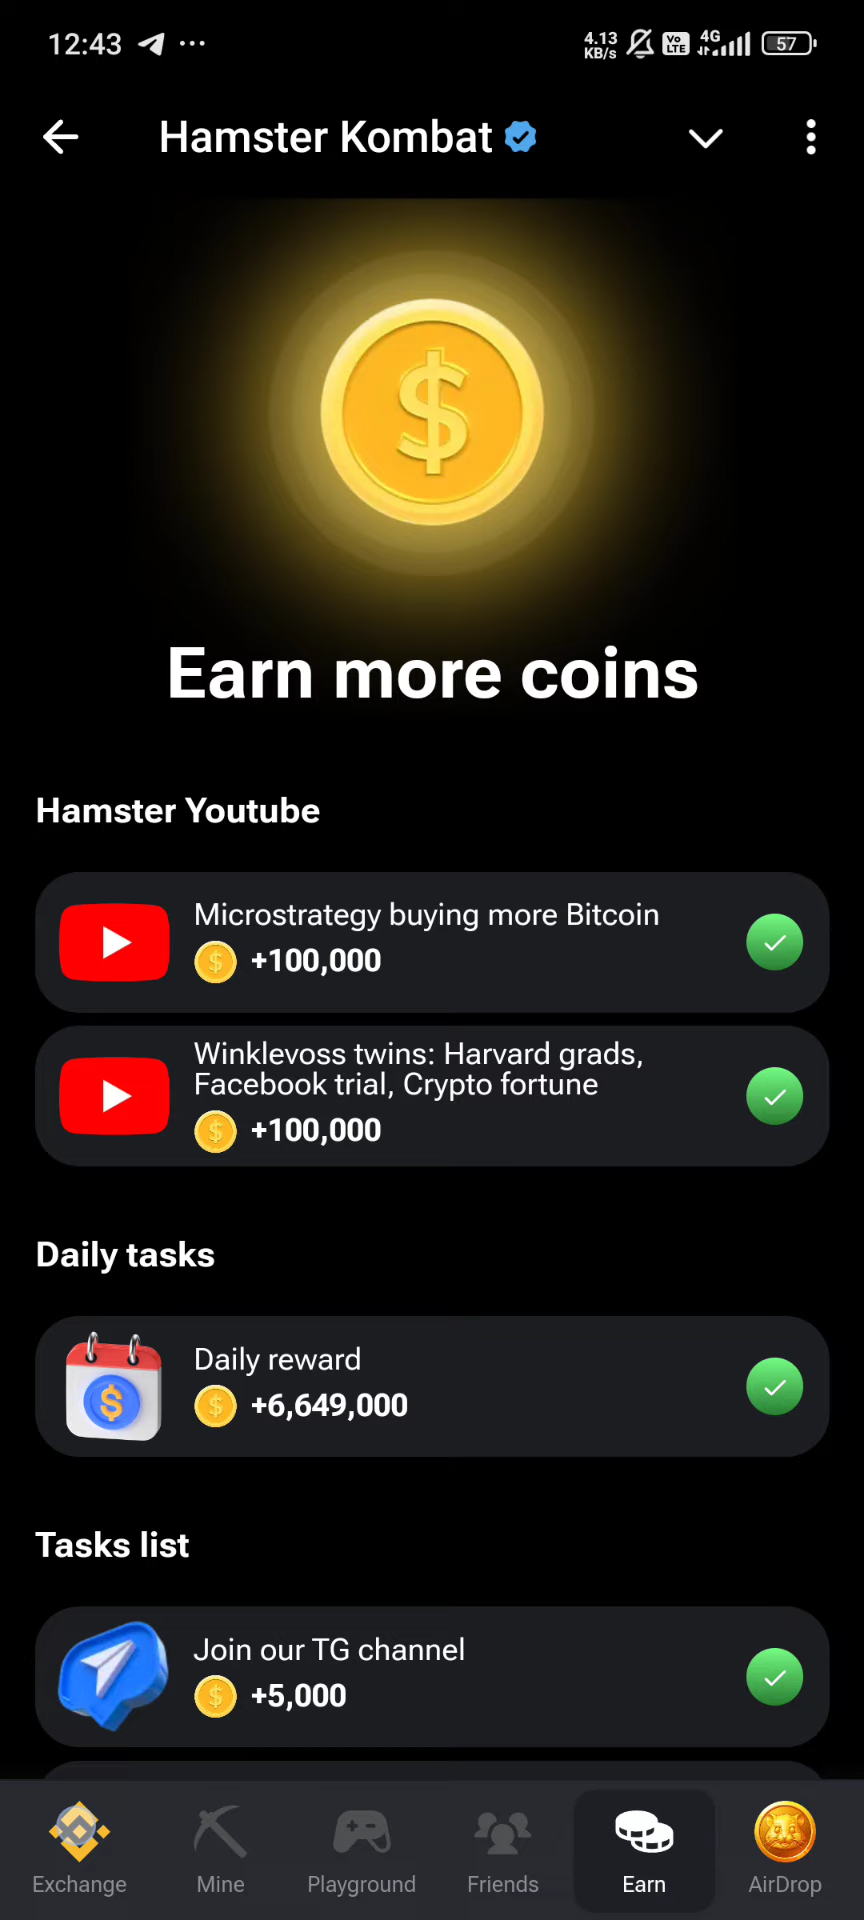 12:43
4.13
KB/s
Vo
LTE
4G
57
Hamster Kombat
$
Earn more coins
Hamster Youtube
Microstrategy buying more Bitcoin
$ +100,000
Winklevoss twins: Harvard grads,
Facebook trial, Crypto fortune
$ +100,000
Daily tasks
$
Daily reward
$ +6,649,000
Tasks list
Join our TG channel
$ +5,000
Exchange
Mine
Playground
Friends
Earn
AirDrop